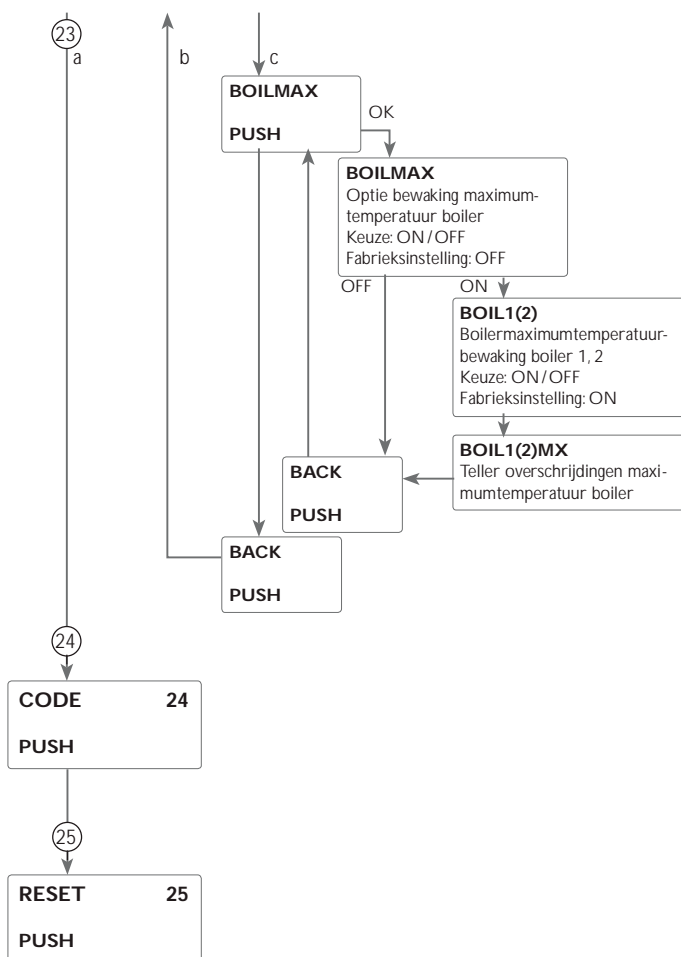 23
a
b
c
BOILMAX
PUSH
OK
BOILMAX
Optie bewaking maximum-
temperatuur boiler
Keuze: ON / OFF
Fabrieksinstelling: OFF
OFF
ON
BOIL1(2)
Boilermaximumtemperatuur-
bewaking boiler 1, 2
Keuze: ON / OFF
Fabrieksinstelling: ON
BOIL1(2)MX
Teller overschrijdingen maxi-
mumtemperatuur boiler
BACK
PUSH
BACK
PUSH
24
CODE 24
PUSH
25
RESET 25
PUSH